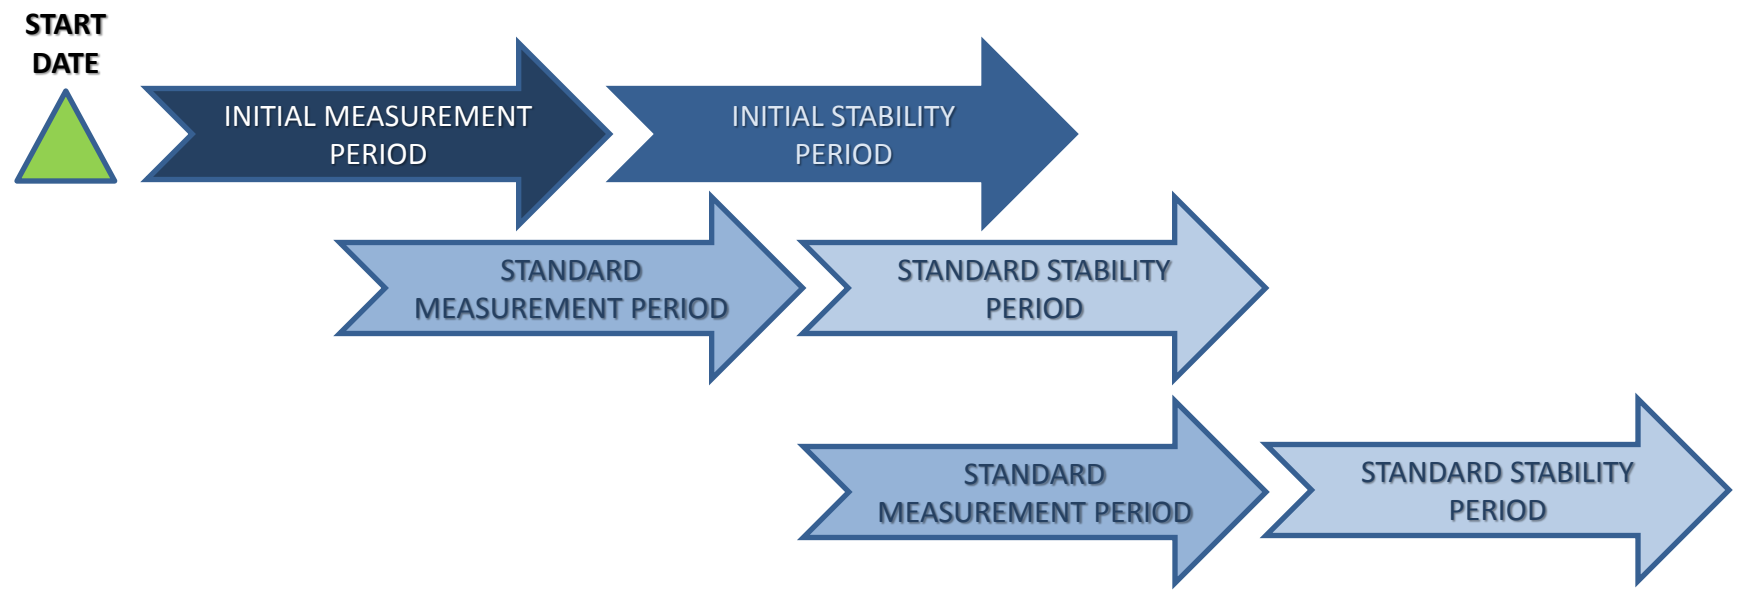 START
DATE
INITIAL MEASUREMENT
PERIOD
INITIAL STABILITY
PERIOD
STANDARD
MEASUREMENT PERIOD
STANDARD STABILITY
PERIOD
STANDARD
MEASUREMENT PERIOD
STANDARD STABILITY
PERIOD